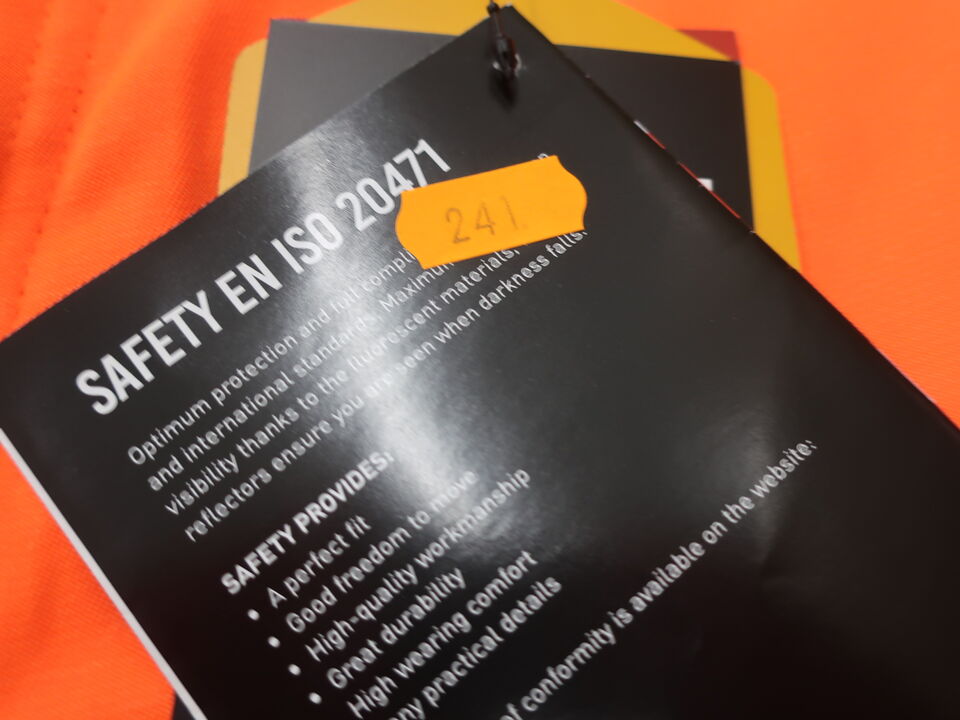 SAFETY EN ISO 20471
241.
Optimum protection and full compl
and international standards. Maximum
visibility thanks to the fluorescent materials,
reflectors ensure you are seen when darkness falls.
SAFETY PROVIDES:
• A perfect fit
• Good freedom to move
• High-quality workmanship
• Great durability
• High wearing comfort
ny practical details
of conformity is available on the website: